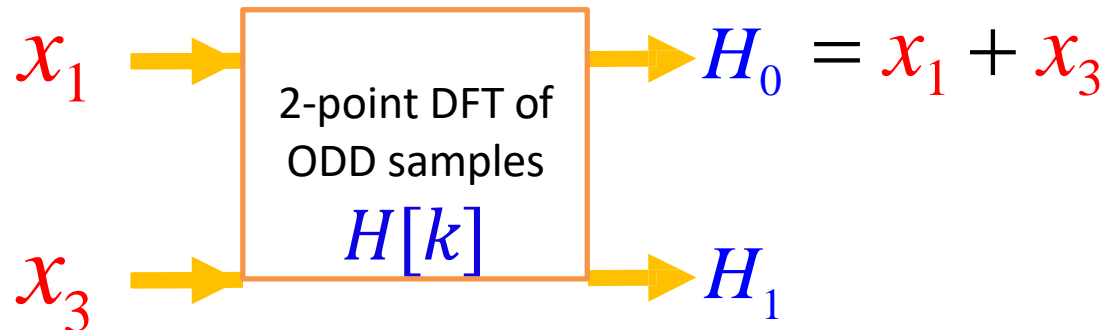 x₁
H₀ = x₁ + x₃
2-point DFT of
ODD samples
H[k]
x₃
H₁